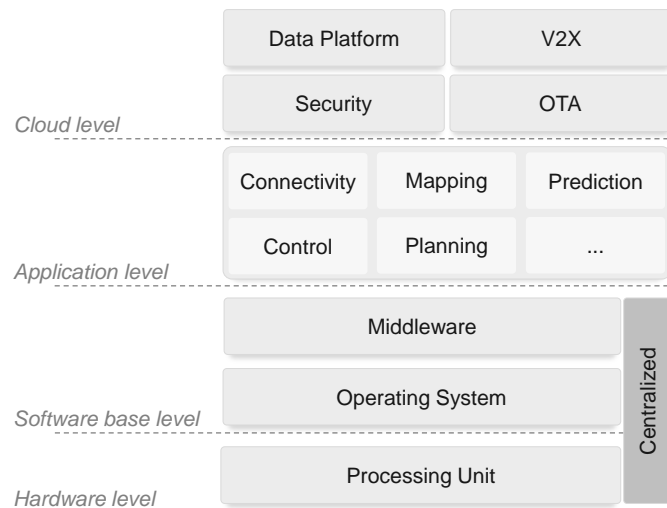 Data Platform
V2X
Security
OTA
Cloud level
Connectivity
Mapping
Prediction
Control
Planning
...
Application level
Middleware
Centralized
Operating System
Software base level
Processing Unit
Hardware level